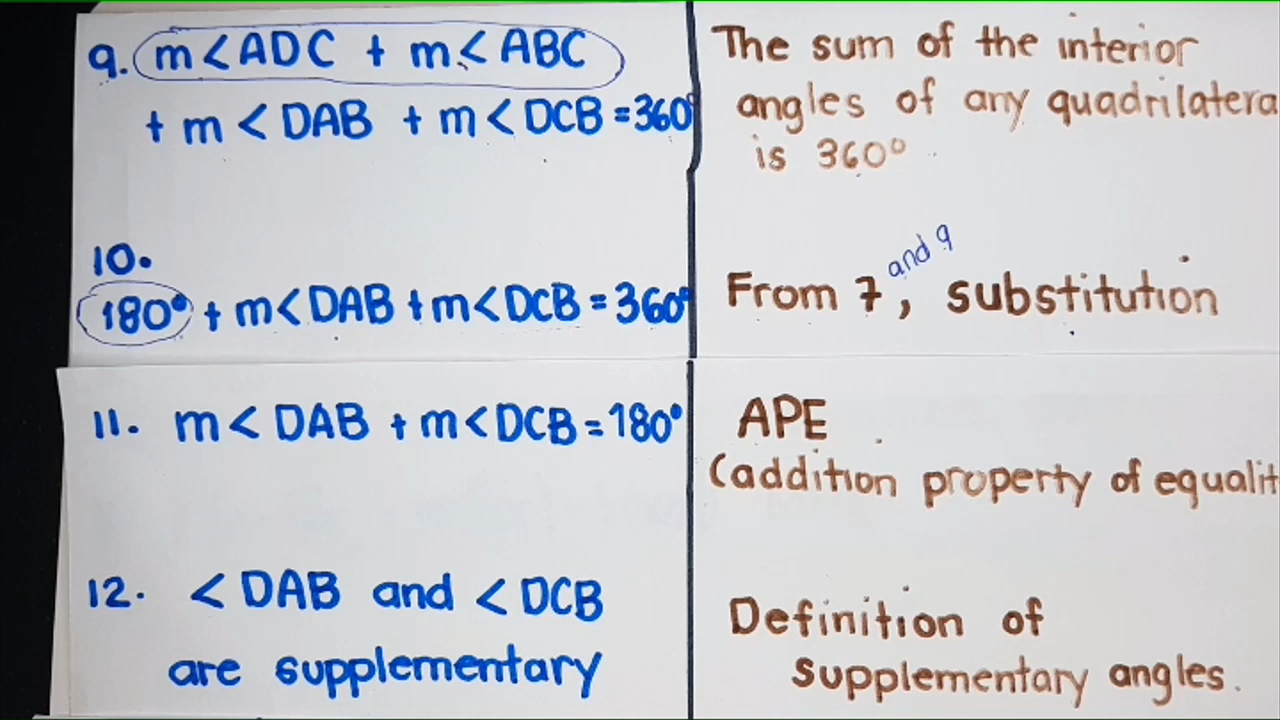 9. m<ADC + m<ABC
+ m<DAB + m<DCB = 360°
The sum of the interior
angles of any quadrilatera
is 360°
10.
180° + m<DAB + m<DCB = 360°
and 9
From 7, substitution
11. m<DAB + m<DCB = 180°
APE
(addition property of equalit
12. <DAB and <DCB
are supplementary
Definition of
supplementary angles.